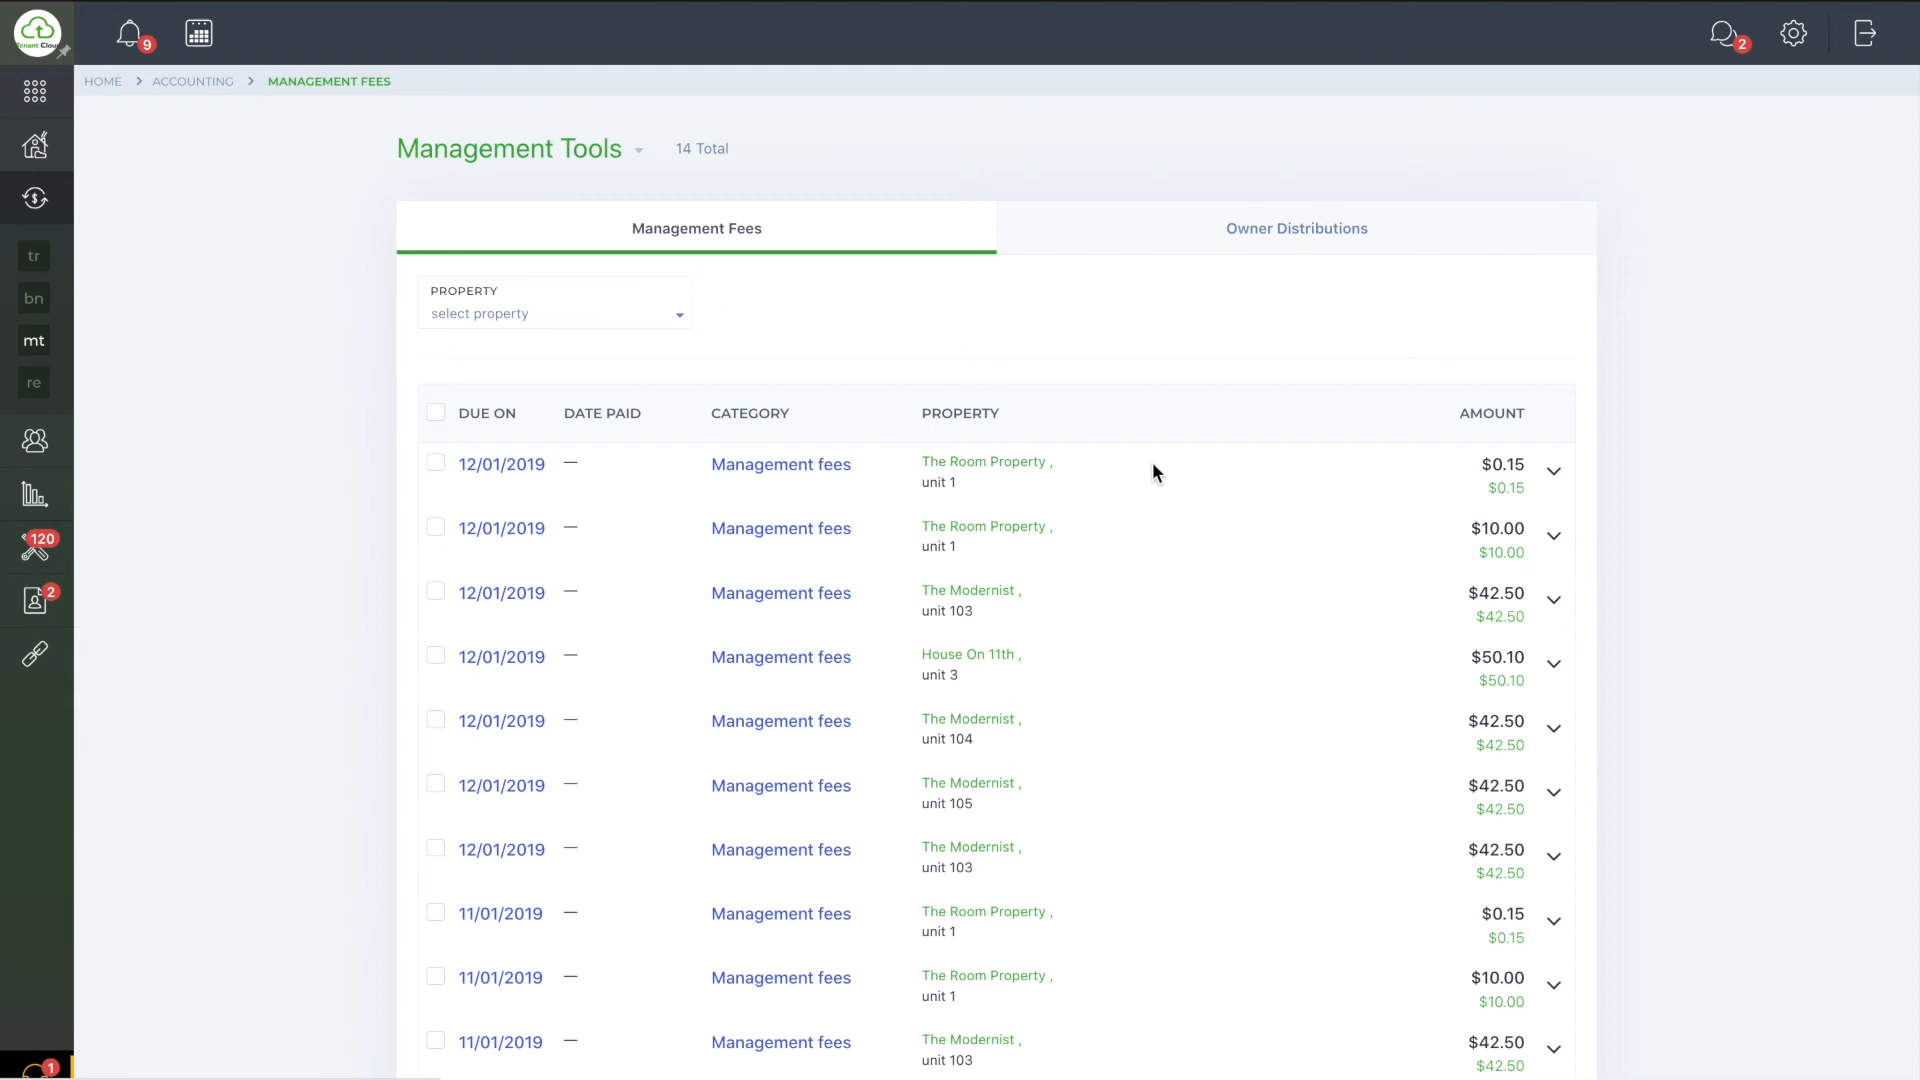 Tenant Cloud
9
2
HOME > ACCOUNTING > MANAGEMENT FEES
Management Tools 14 Total
Management Fees Owner Distributions
PROPERTY
select property
tr
bn
mt
re
120
2
1
DUE ON DATE PAID CATEGORY PROPERTY AMOUNT
12/01/2019 — Management fees The Room Property , $0.15
unit 1 $0.15
12/01/2019 — Management fees The Room Property , $10.00
unit 1 $10.00
12/01/2019 — Management fees The Modernist , $42.50
unit 103 $42.50
12/01/2019 — Management fees House On 11th , $50.10
unit 3 $50.10
12/01/2019 — Management fees The Modernist , $42.50
unit 104 $42.50
12/01/2019 — Management fees The Modernist , $42.50
unit 105 $42.50
12/01/2019 — Management fees The Modernist , $42.50
unit 103 $42.50
11/01/2019 — Management fees The Room Property , $0.15
unit 1 $0.15
11/01/2019 — Management fees The Room Property , $10.00
unit 1 $10.00
11/01/2019 — Management fees The Modernist , $42.50
unit 103 $42.50